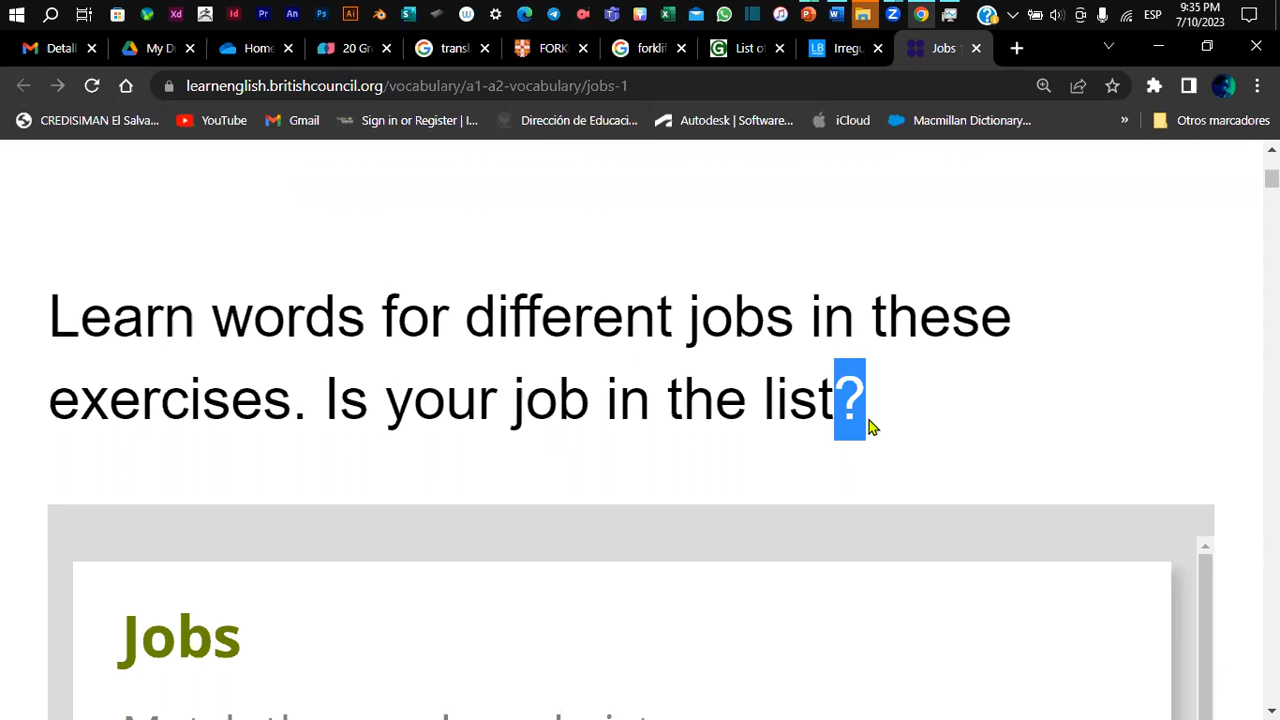 ESP
9:35 PM
7/10/2023
Detall
My D
Home
20 Gr
transl
FORK
forklif
List of
Irregu
Jobs
learnenglish.britishcouncil.org/vocabulary/a1-a2-vocabulary/jobs-1
CREDISIMAN El Salva...
YouTube
Gmail
Sign in or Register | I...
Dirección de Educaci...
Autodesk | Software...
iCloud
Macmillan Dictionary...
»
Otros marcadores
Learn words for different jobs in these
exercises. Is your job in the list?
Jobs